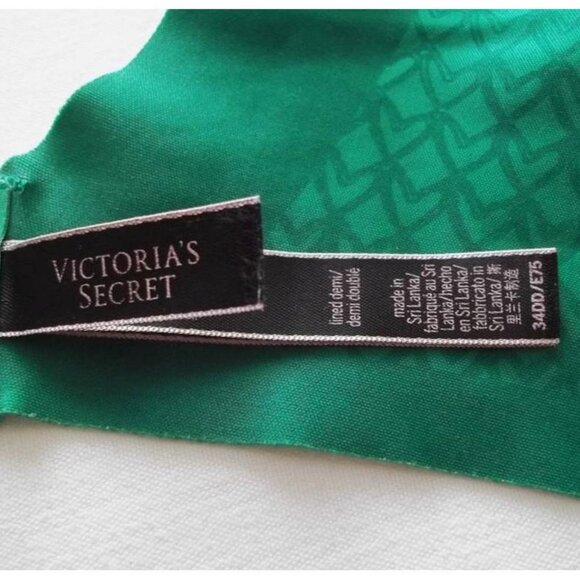 VICTORIA'S
SECRET
lined demi/
demi doublé
made in
Sri Lanka/
fabriqué au Sri
Lanka/hecho
en Sri Lanka/
fabbricato in
Sri Lanka/ 斯
里兰卡制造
34DD/E75